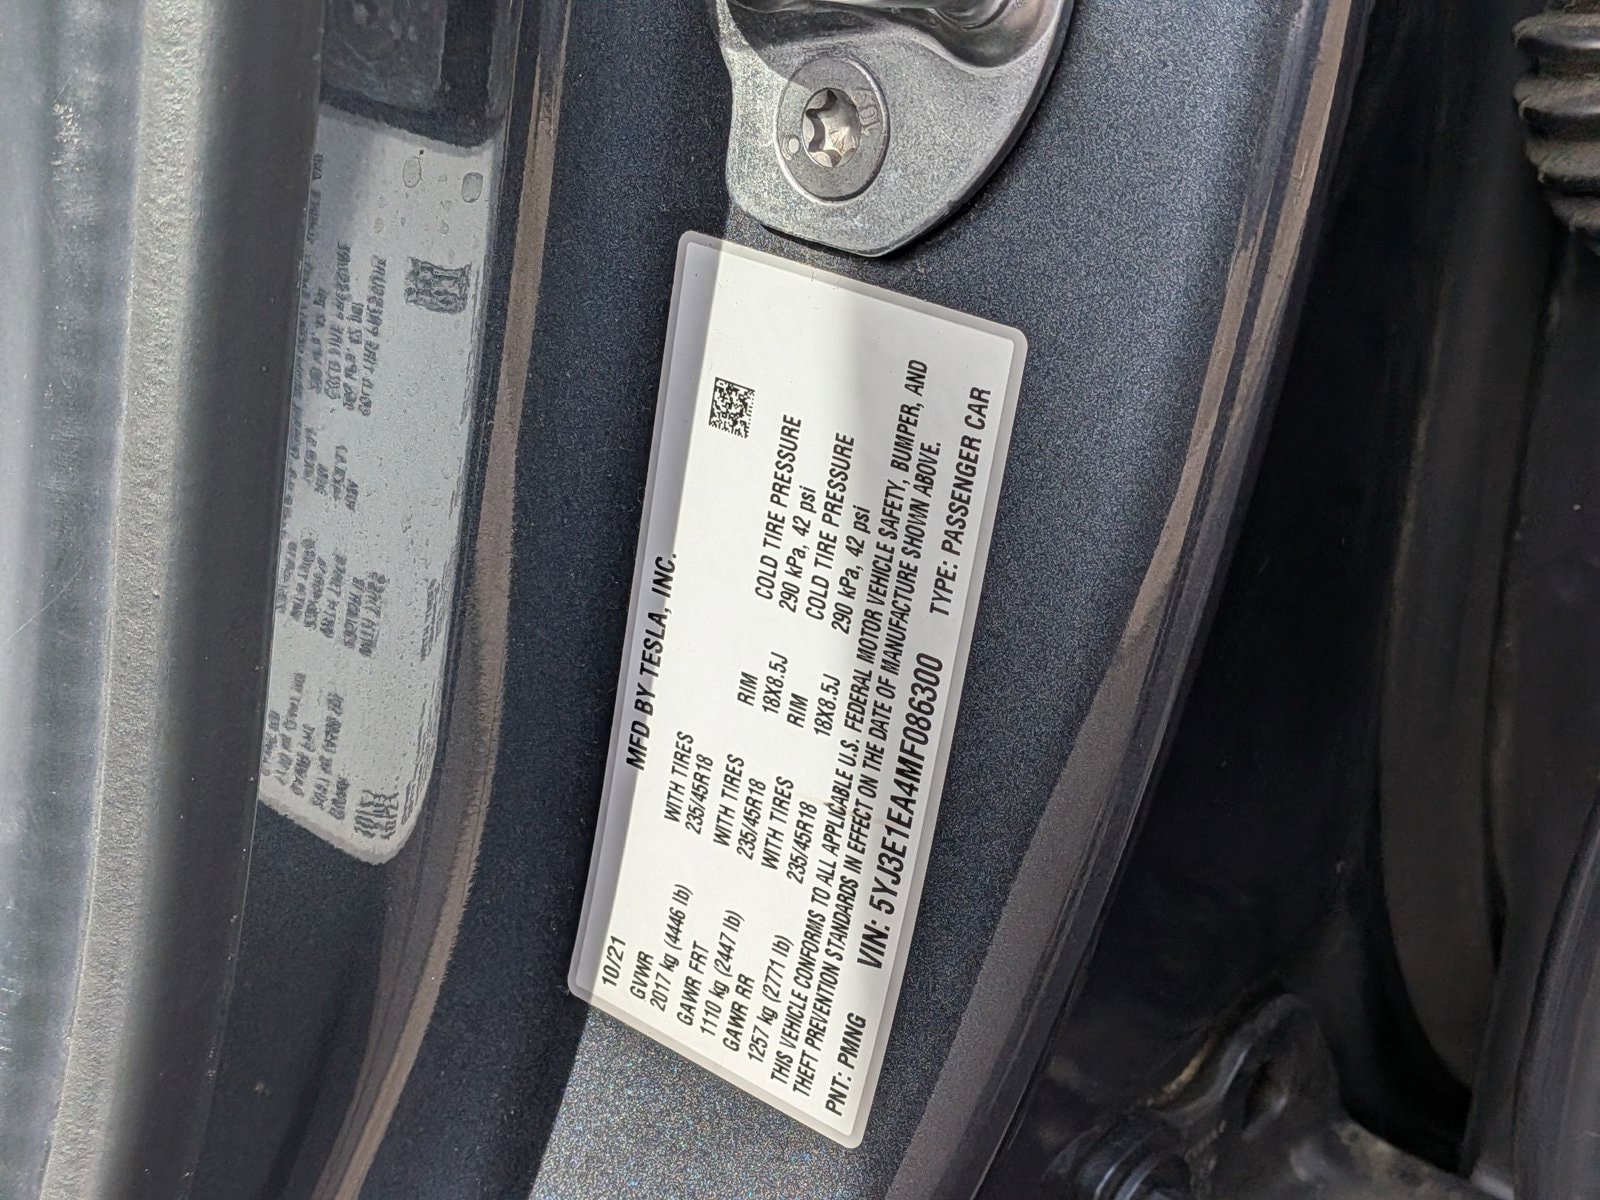 MFD BY TESLA, INC.
10/21
GVWR WITH TIRES RIM COLD TIRE PRESSURE
2017 kg (4446 lb) 235/45R18 18X8.5J 290 kPa, 42 psi
GAWR FRT WITH TIRES RIM COLD TIRE PRESSURE
1110 kg (2447 lb) 235/45R18 18X8.5J 290 kPa, 42 psi
GAWR RR WITH TIRES
1257 kg (2771 lb) 235/45R18
THIS VEHICLE CONFORMS TO ALL APPLICABLE U.S. FEDERAL MOTOR VEHICLE SAFETY, BUMPER, AND
THEFT PREVENTION STANDARDS IN EFFECT ON THE DATE OF MANUFACTURE SHOWN ABOVE.
PNT: PMNG VIN: 5YJ3E1EA4MF086300 TYPE: PASSENGER CAR